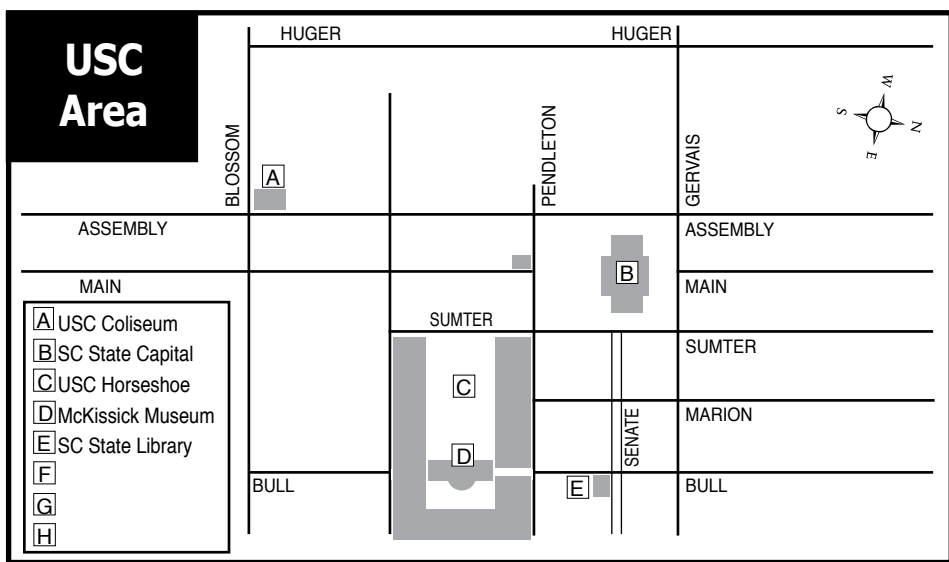 USC
Area
HUGER
HUGER
BLOSSOM
PENDLETON
GERVAIS
W
S
N
E
A
ASSEMBLY
ASSEMBLY
B
MAIN
MAIN
SUMTER
SUMTER
C
MARION
SENATE
D
BULL
E
BULL
A USC Coliseum
B SC State Capital
C USC Horseshoe
D McKissick Museum
E SC State Library
F
G
H